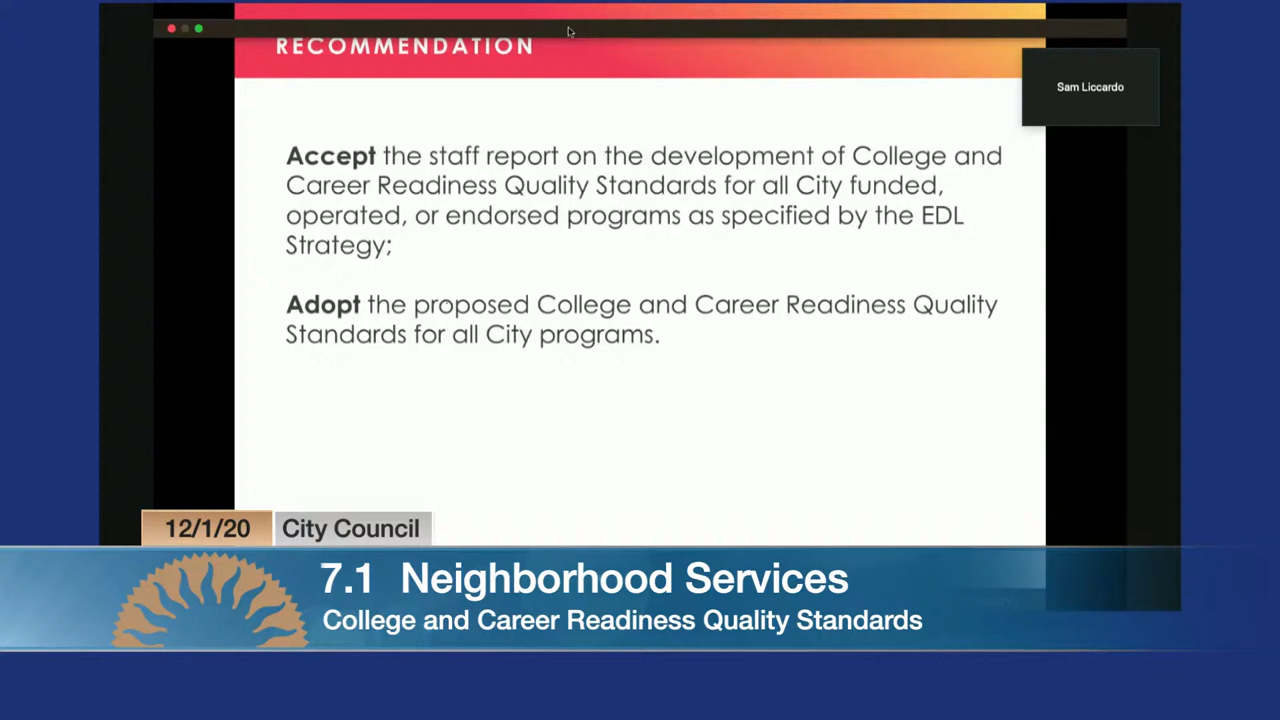 RECOMMENDATION
Sam Liccardo
Accept the staff report on the development of College and
Career Readiness Quality Standards for all City funded,
operated, or endorsed programs as specified by the EDL
Strategy;
Adopt the proposed College and Career Readiness Quality
Standards for all City programs.
12/1/20 City Council
7.1 Neighborhood Services
College and Career Readiness Quality Standards